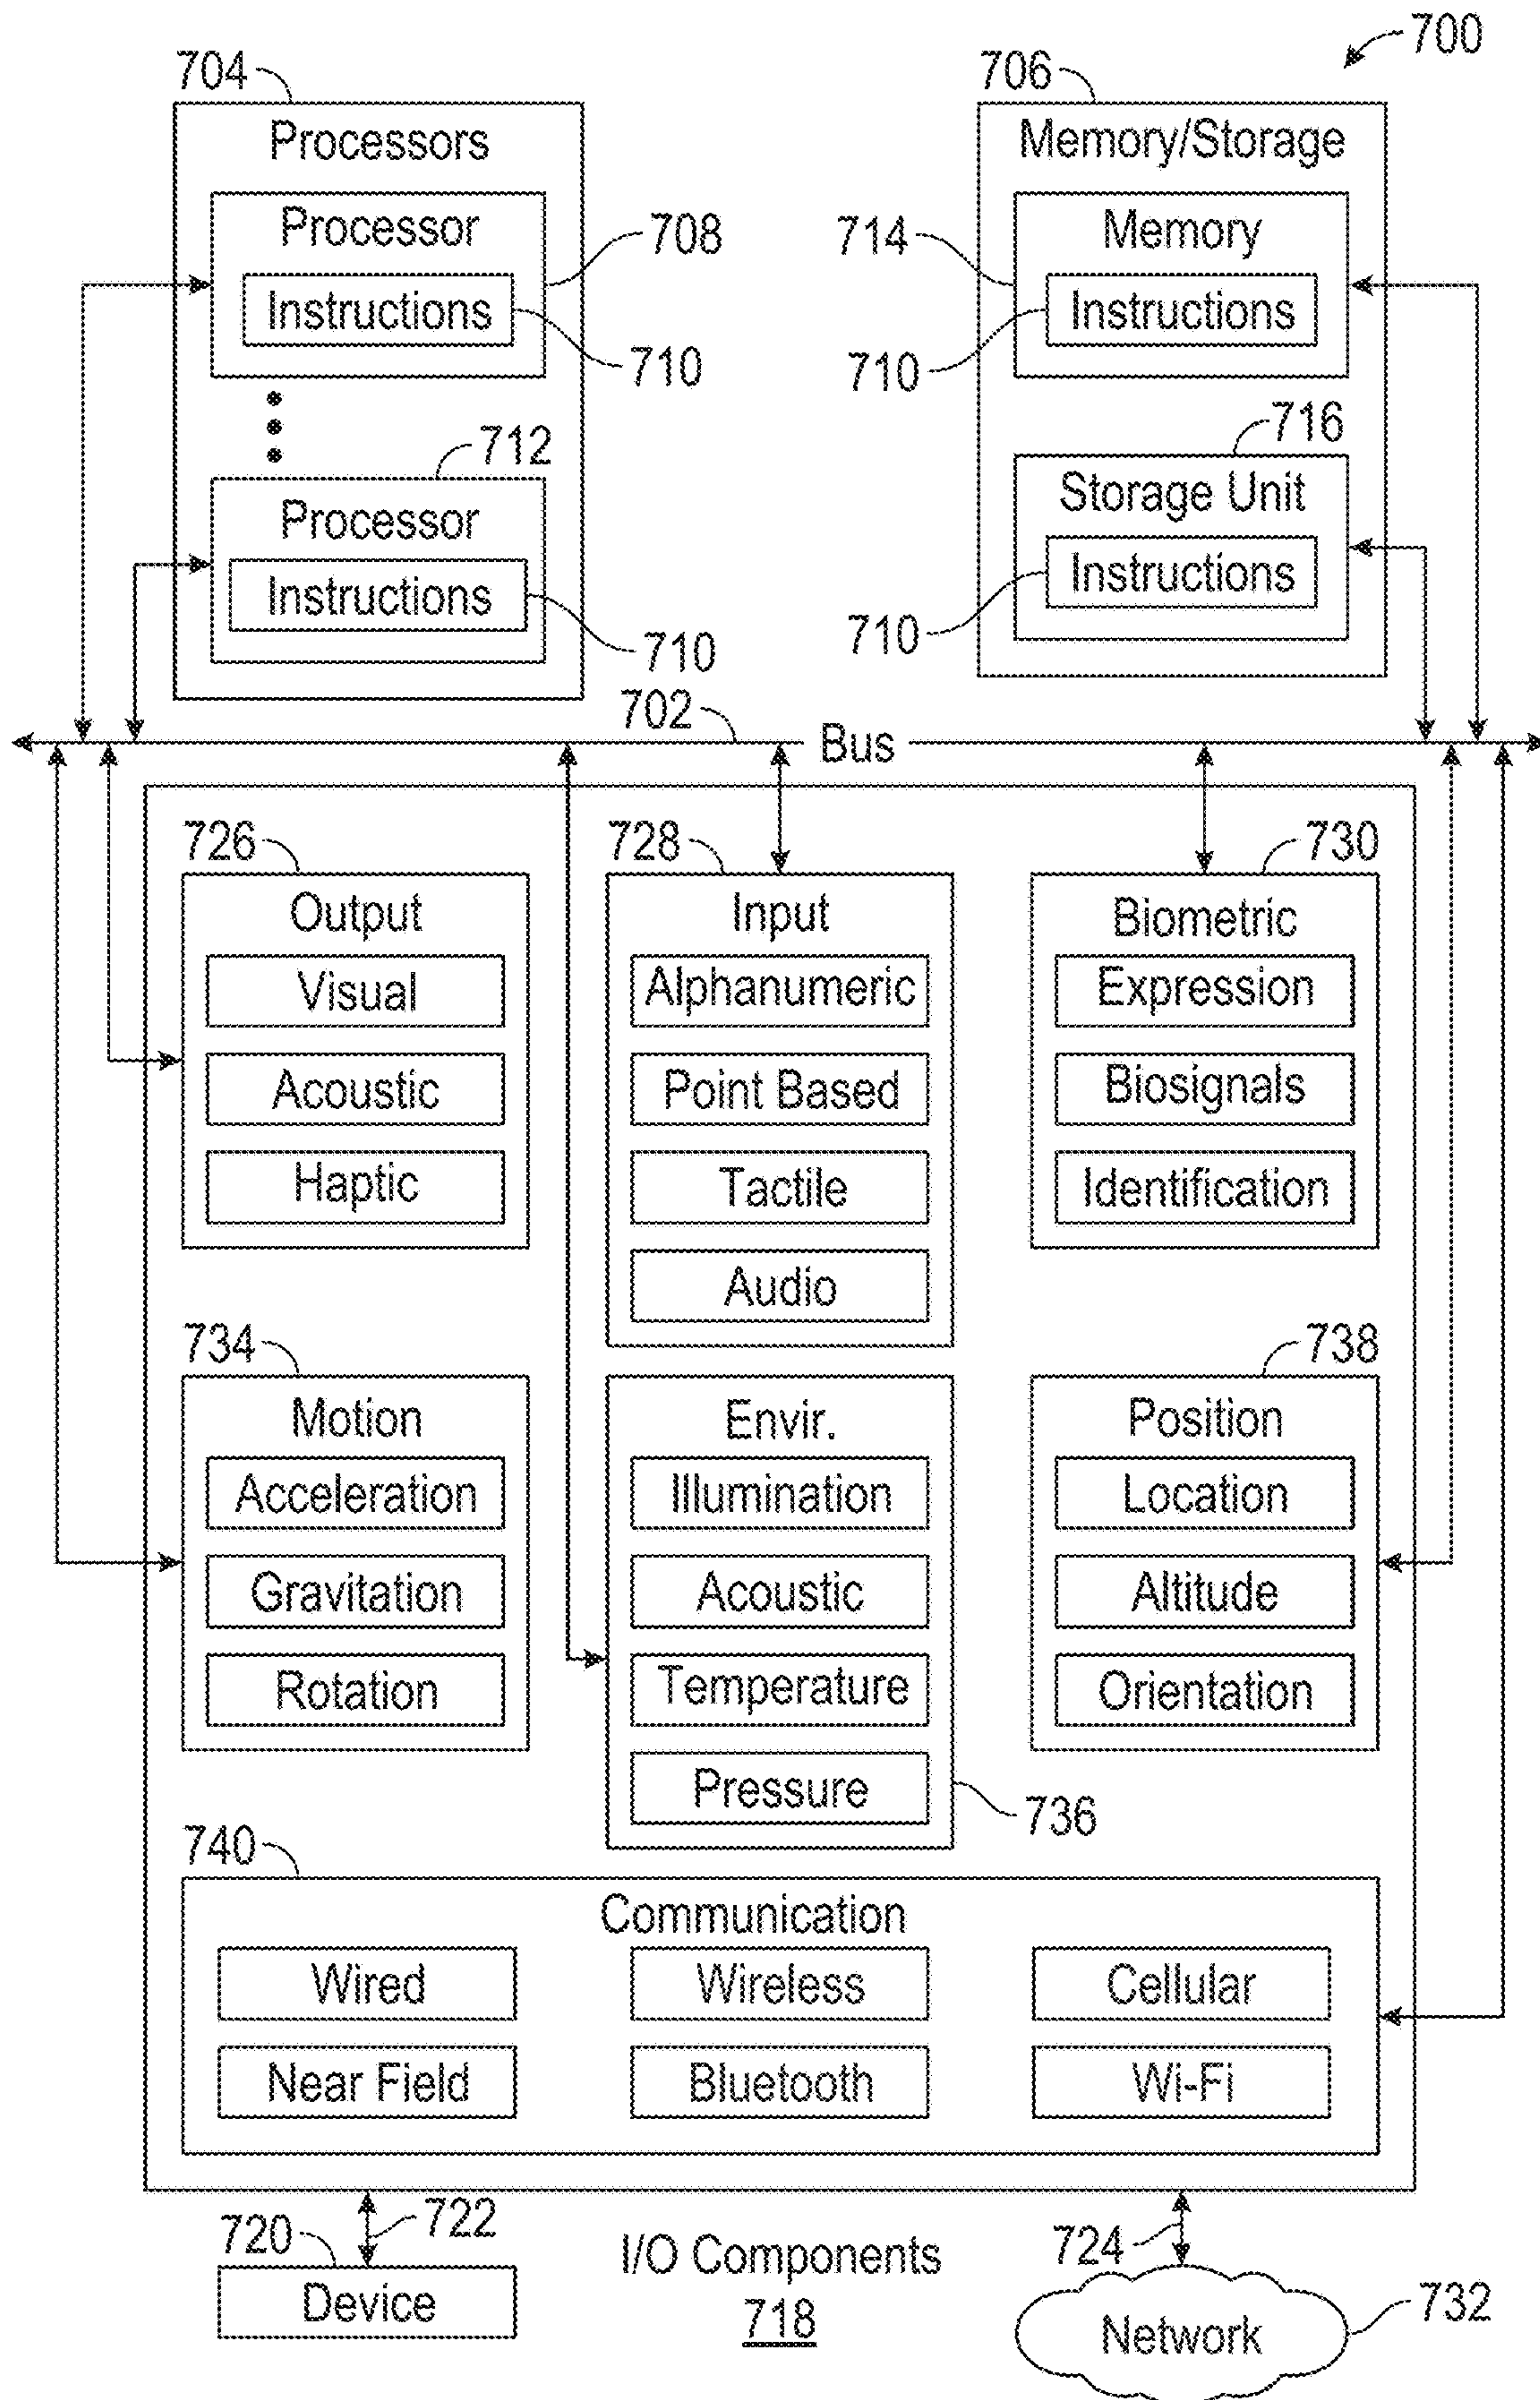 700
704
706
Processors
Memory/Storage
Processor
708
Instructions
710
714
Memory
710
Instructions
712
Processor
Instructions
710
716
Storage Unit
710
Instructions
702
Bus
726
728
730
Output
Visual
Acoustic
Haptic
Input
Alphanumeric
Point Based
Tactile
Audio
Biometric
Expression
Biosignals
Identification
734
738
Motion
Acceleration
Gravitation
Rotation
Envir.
Illumination
Acoustic
Temperature
Pressure
736
Position
Location
Altitude
Orientation
740
Communication
Wired
Wireless
Cellular
Near Field
Bluetooth
Wi-Fi
720
722
Device
I/O Components
718
724
732
Network